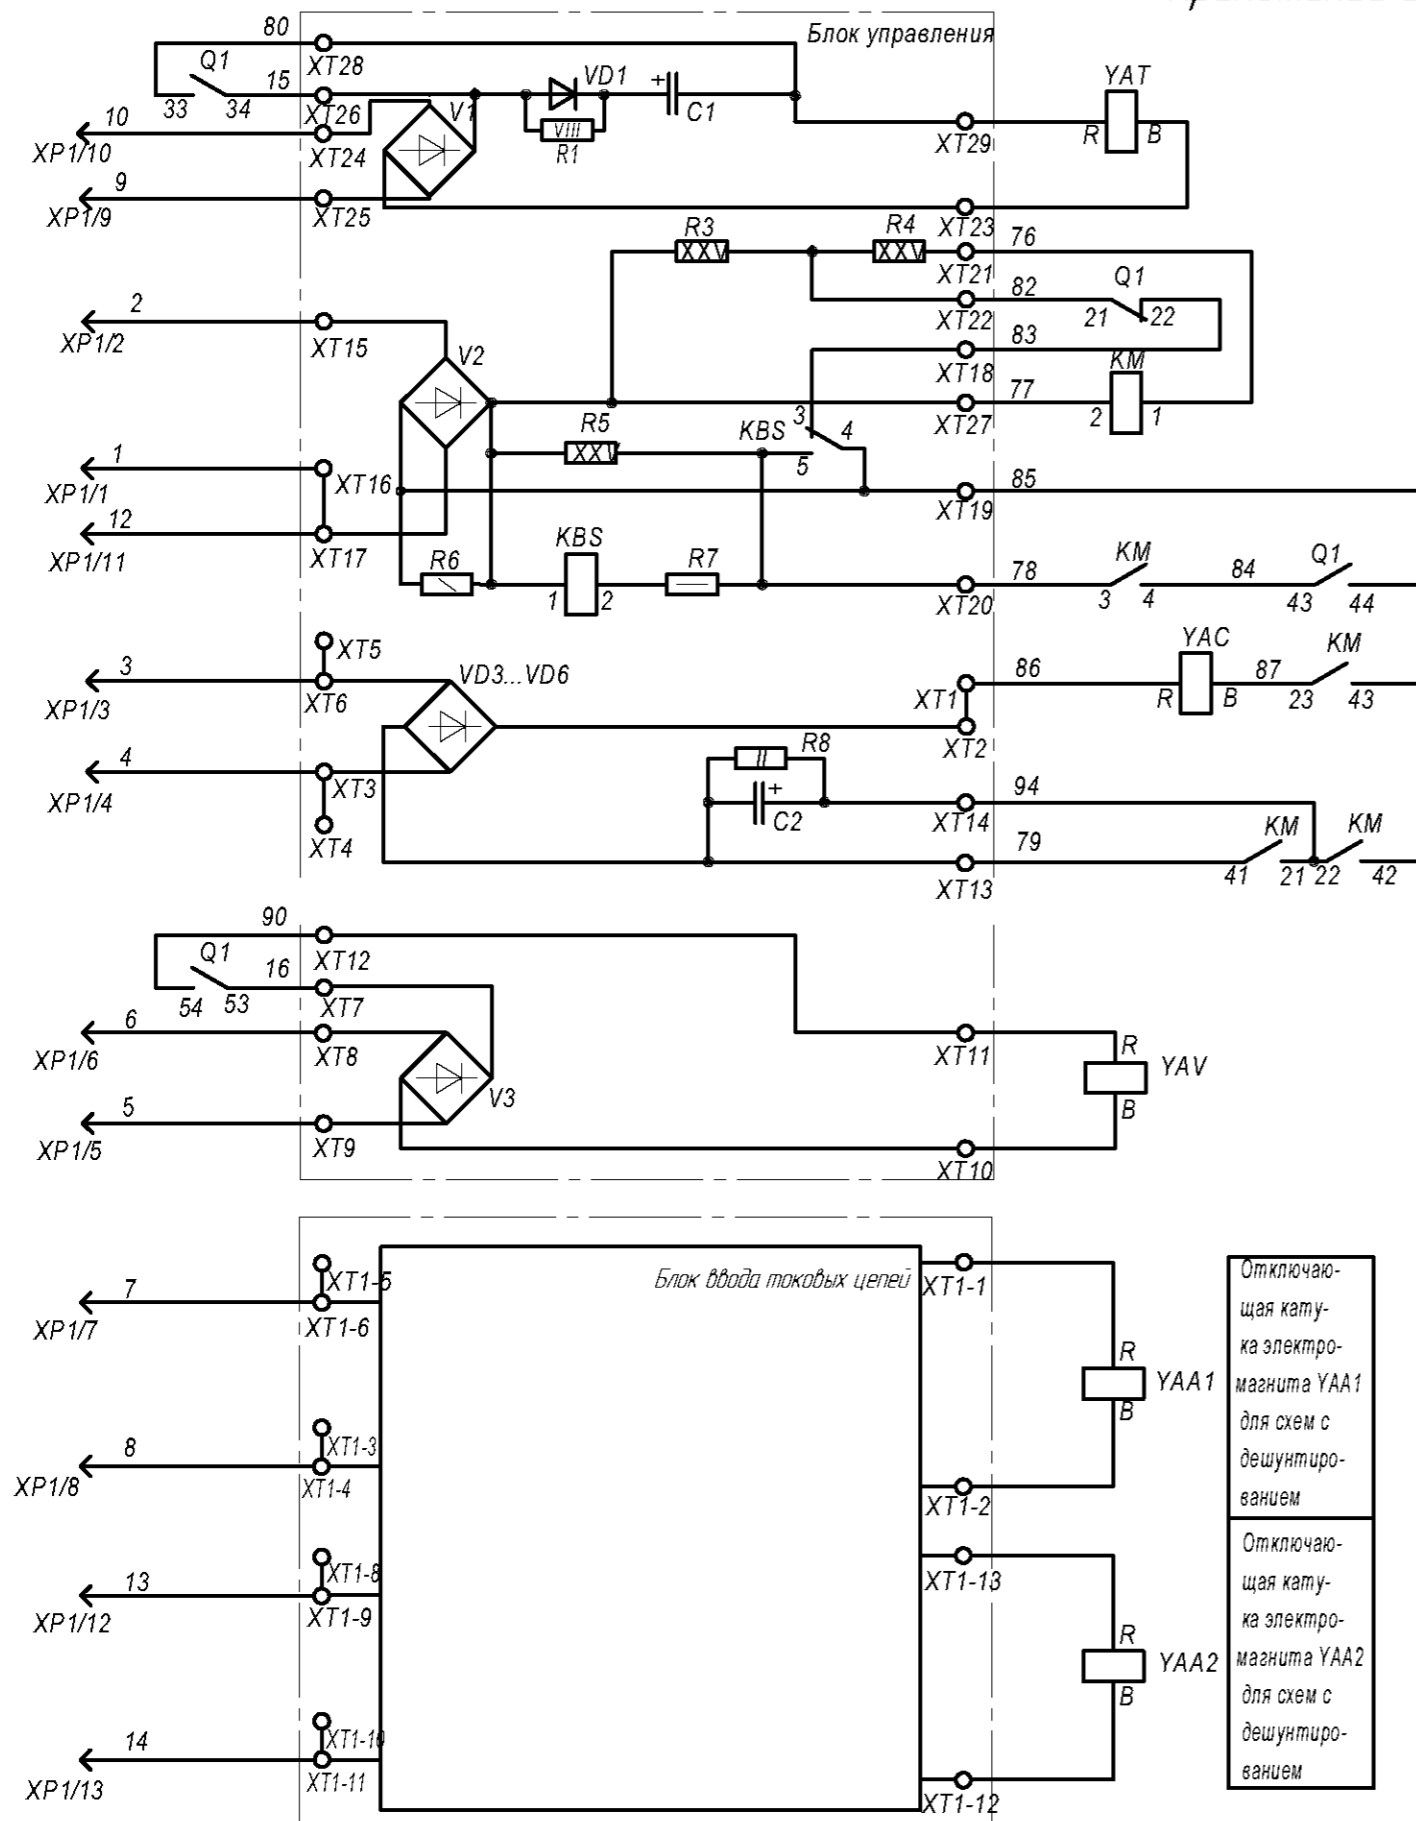 80
Блок управления
Q1
XT28
15
VD1
+
YAT
33
34
XT26
V1
C1
10
VIII
R
B
XP1/10
XT24
R1
XT29
9
XP1/9
XT25
XT23
R3
R4
76
XXV
XXV
XT21
Q1
82
2
XT22
21
22
XP1/2
XT15
83
V2
XT18
KM
77
3
R5
KBS
4
XT27
2
1
1
XXV
5
XP1/1
XT16
85
12
XT19
XP1/11
XT17
KBS
R6
R7
KM
Q1
78
84
1
2
XT20
3
4
43
44
XT5
YAC
KM
3
VD3...VD6
86
87
XP1/3
XT6
XT1
R
B
23
43
4
R8
XT2
XP1/4
XT3
II
+
94
C2
XT14
KM
KM
XT4
79
41
21
22
42
XT13
90
Q1
XT12
16
54
53
XT7
6
R
XP1/6
XT8
XT11
YAV
V3
5
B
XP1/5
XT9
XT10
7
XT1-5
Блок ввода токовых цепей
XT1-1
XP1/7
XT1-6
R
YAA1
B
8
XT1-3
XP1/8
XT1-4
XT1-2
13
XT1-8
XT1-13
XP1/12
XT1-9
R
YAA2
B
14
XT1-10
XP1/13
XT1-11
XT1-12
Отключаю-
щая кату-
ка электро-
магнита YAA1
для схем с
дешунтиро-
ванием
Отключаю-
щая кату-
ка электро-
магнита YAA2
для схем с
дешунтиро-
ванием